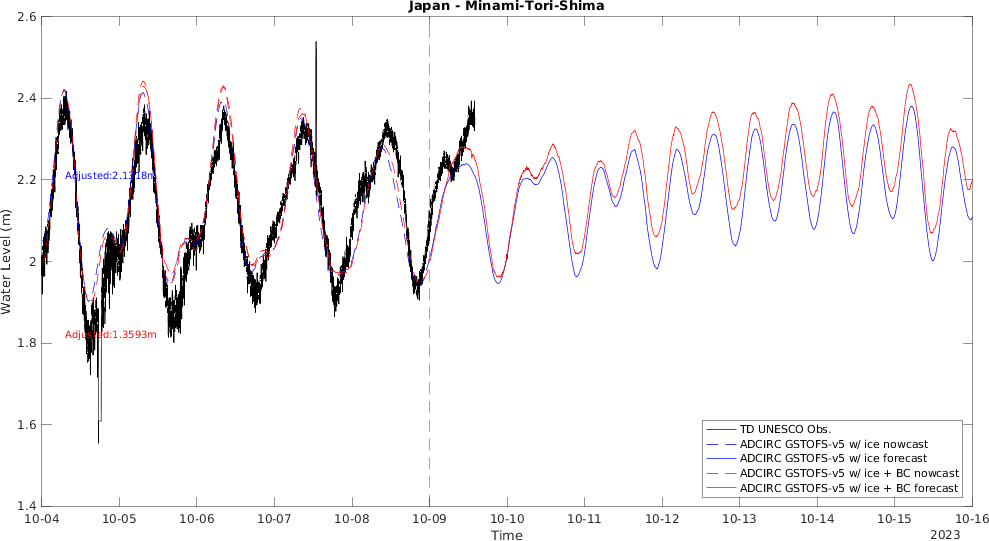 Japan - Minami-Tori-Shima
2.6
2.4
2.2
2
1.8
1.6
1.4
Water Level (m)
Adjusted:2.1318m
Adjusted:1.3593m
TD UNESCO Obs.
ADCIRC GSTOFS-v5 w/ ice nowcast
ADCIRC GSTOFS-v5 w/ ice forecast
ADCIRC GSTOFS-v5 w/ ice + BC nowcast
ADCIRC GSTOFS-v5 w/ ice + BC forecast
10-04 10-05 10-06 10-07 10-08 10-09 10-10 10-11 10-12 10-13 10-14 10-15 10-16
Time
2023